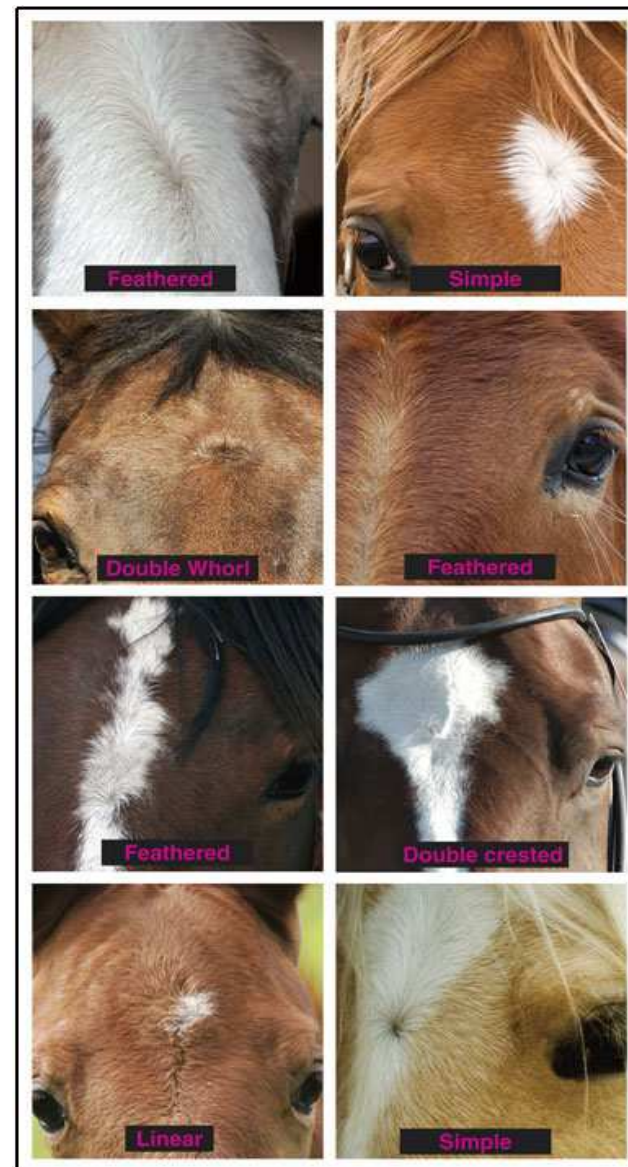 Feathered
Simple
Double Whorl
Feathered
Feathered
Double crested
Linear
Simple